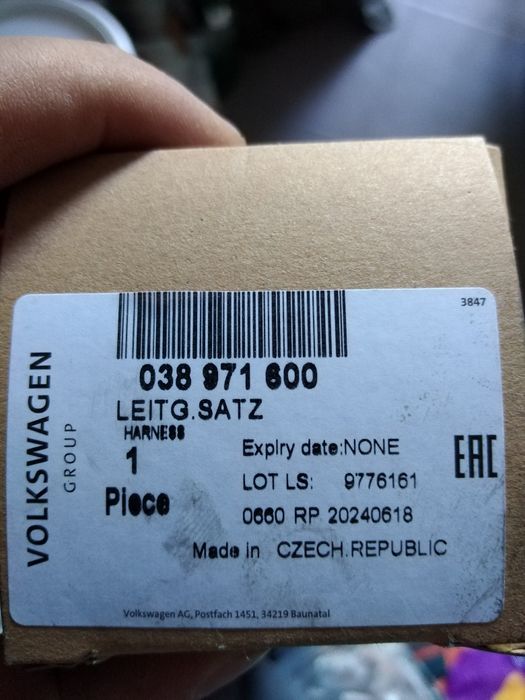 3847
038 971 600
LEITG.SATZ
HARNESS
1
Piece
Expiry date:NONE
LOT LS: 9776161
0660 RP 20240618
Made in CZECH.REPUBLIC
EAC
VOLKSWAGEN
GROUP
Volkswagen AG, Postfach 1451, 34219 Baunatal